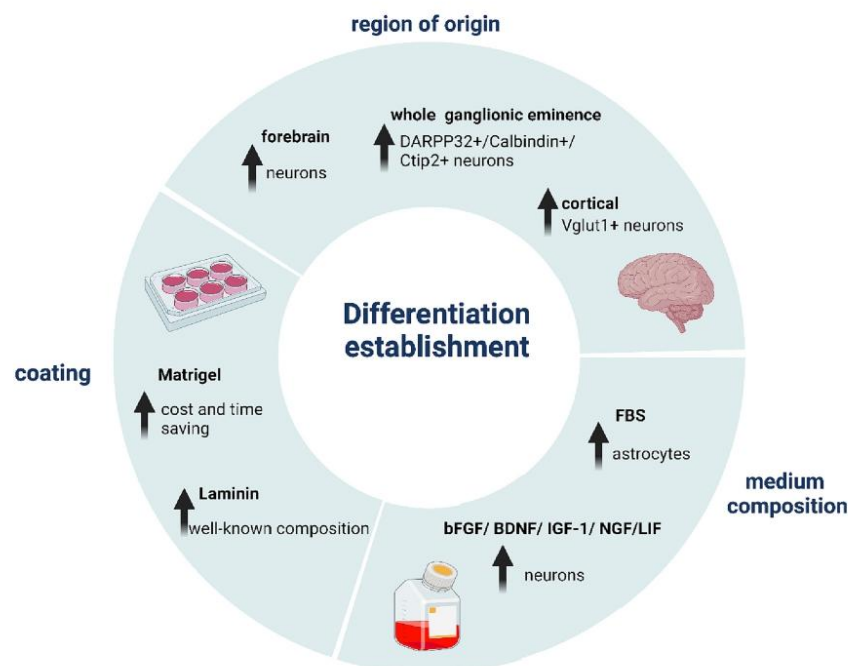 region of origin
whole  ganglionic eminence
DARPP32+/Calbindin+/
Ctip2+ neurons
forebrain
neurons
cortical
Vglut1+ neurons
Differentiation
establishment
coating
Matrigel
cost and time
saving
Laminin
well-known composition
FBS
astrocytes
medium
composition
bFGF/ BDNF/ IGF-1/ NGF/LIF
neurons